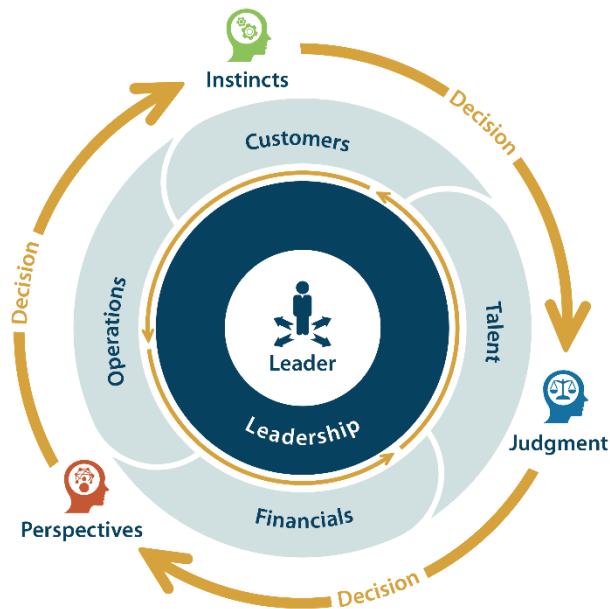 Instincts
Decision
Customers
Decision
Operations
Talent
Leader
Leadership
Judgment
Financials
Perspectives
Decision